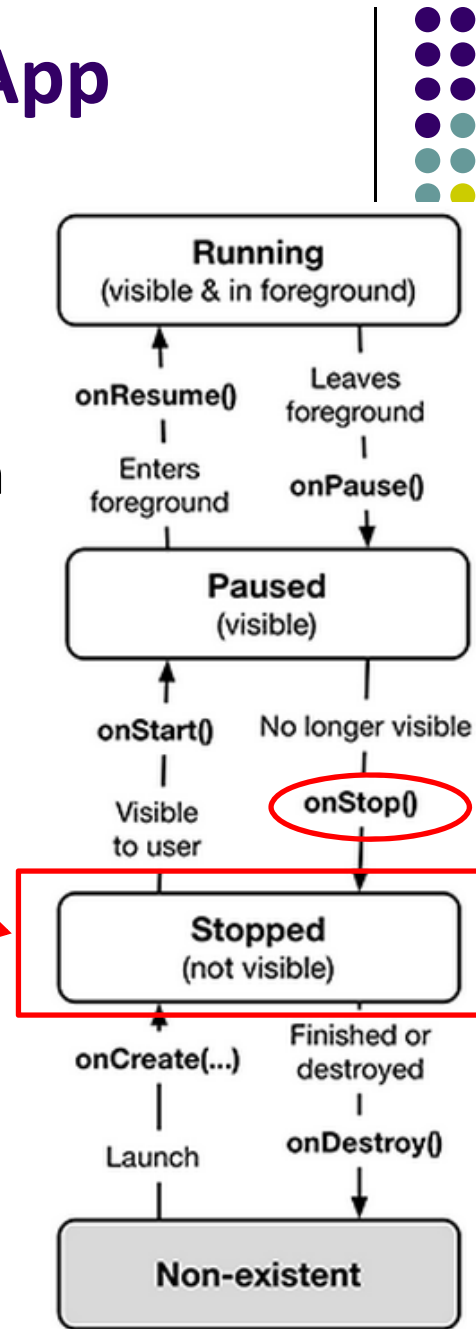 App
Running
(visible & in foreground)
onResume()
Enters
foreground
Leaves
foreground
onPause()
Paused
(visible)
onStart()
Visible
to user
No longer visible
onStop()
Stopped
(not visible)
onCreate(...)
Launch
Finished or
destroyed
onDestroy()
Non-existent